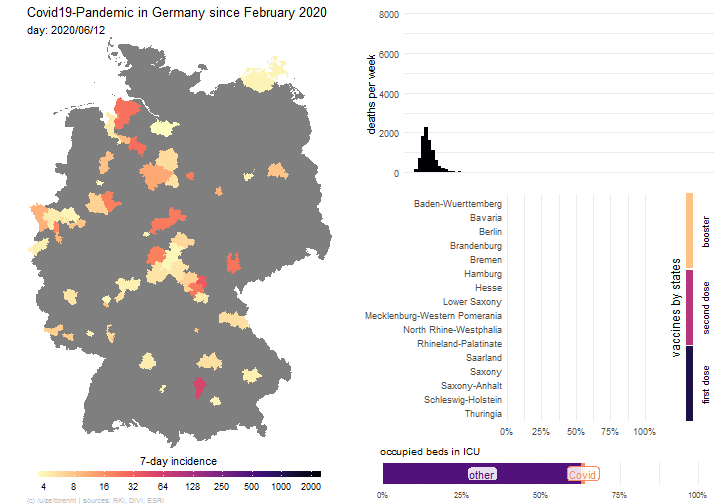 Covid19-Pandemic in Germany since February 2020
day: 2020/06/12
7-day incidence
4 8 16 32 64 128 250 500 1000 2000
(c) /u/zeitbrennt | sources: RKI, DIVI, ESRI
deaths per week
8000
6000
4000
2000
0
Baden-Wuerttemberg
Bavaria
Berlin
Brandenburg
Bremen
Hamburg
Hesse
Lower Saxony
Mecklenburg-Western Pomerania
North Rhine-Westphalia
Rhineland-Palatinate
Saarland
Saxony
Saxony-Anhalt
Schleswig-Holstein
Thuringia
0% 25% 50% 75% 100%
vaccines by states
booster
second dose
first dose
occupied beds in ICU
other
Covid
0% 25% 50% 75% 100%